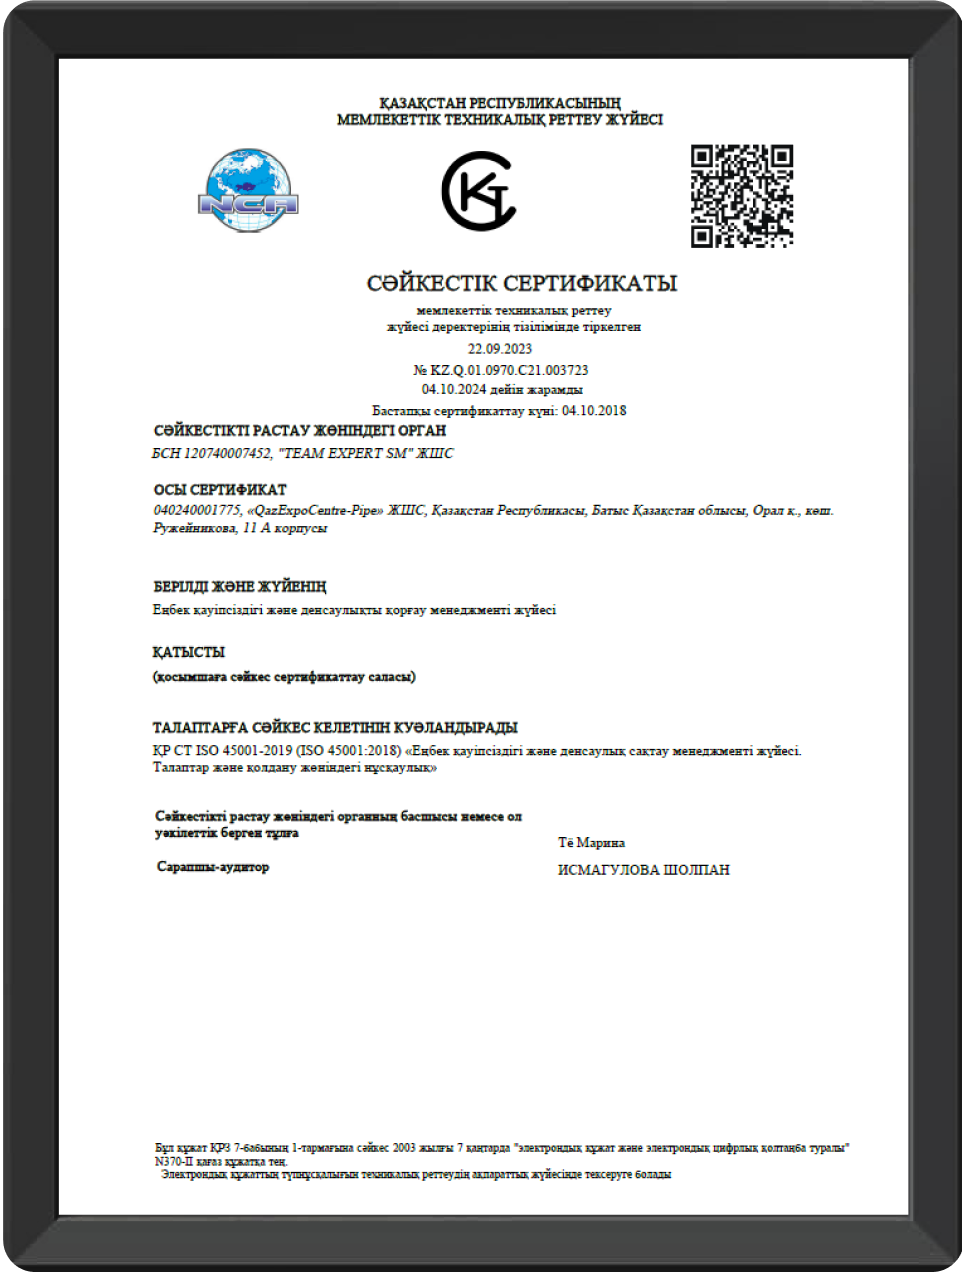 ҚАЗАҚСТАН РЕСПУБЛИКАСЫНЫҢ
МЕМЛЕКЕТТІК ТЕХНИКАЛЫҚ РЕТТЕУ ЖҮЙЕСІ
NCA
KT
СӘЙКЕСТІК СЕРТИФИКАТЫ
мемлекеттік техникалық реттеу
жүйесі деректерінің тізілімінде тіркелген
22.09.2023
№ KZ.Q.01.0970.C21.003723
04.10.2024 дейін жарамды
Бастапқы сертификаттау күні: 04.10.2018
СӘЙКЕСТІКТІ РАСТАУ ЖӨНІНДЕГІ ОРГАН
БСН 120740007452, "TEAM EXPERT SM" ЖШС
ОСЫ СЕРТИФИКАТ
040240001775, «QazExpoCentre-Pipe» ЖШС, Қазақстан Республикасы, Батыс Қазақстан облысы, Орал қ., көш.
Ружейникова, 11 А корпусы
БЕРІЛДІ ЖӘНЕ ЖҮЙЕНІҢ
Еңбек қауіпсіздігі және денсаулықты қорғау менеджменті жүйесі
ҚАТЫСТЫ
(қосымшаға сәйкес сертификаттау саласы)
ТАЛАПТАРҒА СӘЙКЕС КЕЛЕТІНІН КУӘЛАНДЫРАДЫ
ҚР СТ ISO 45001-2019 (ISO 45001:2018) «Еңбек қауіпсіздігі және денсаулық сақтау менеджменті жүйесі.
Талаптар және қолдану жөніндегі нұсқаулық»
Сәйкестікті растау жөніндегі органның басшысы немесе ол
уәкілеттік берген тұлға
Тё Марина
Сарапшы-аудитор
ИСМАГУЛОВА ШОЛПАН
Бұл құжат ҚРЗ 7-бабының 1-тармағына сәйкес 2003 жылғы 7 қаңтарда "электрондық құжат және электрондық цифрлық қолтаңба туралы"
N370-II қағаз құжатқа тең.
Электрондық құжаттың түпнұсқалығын техникалық реттеудің ақпараттық жүйесінде тексеруге болады